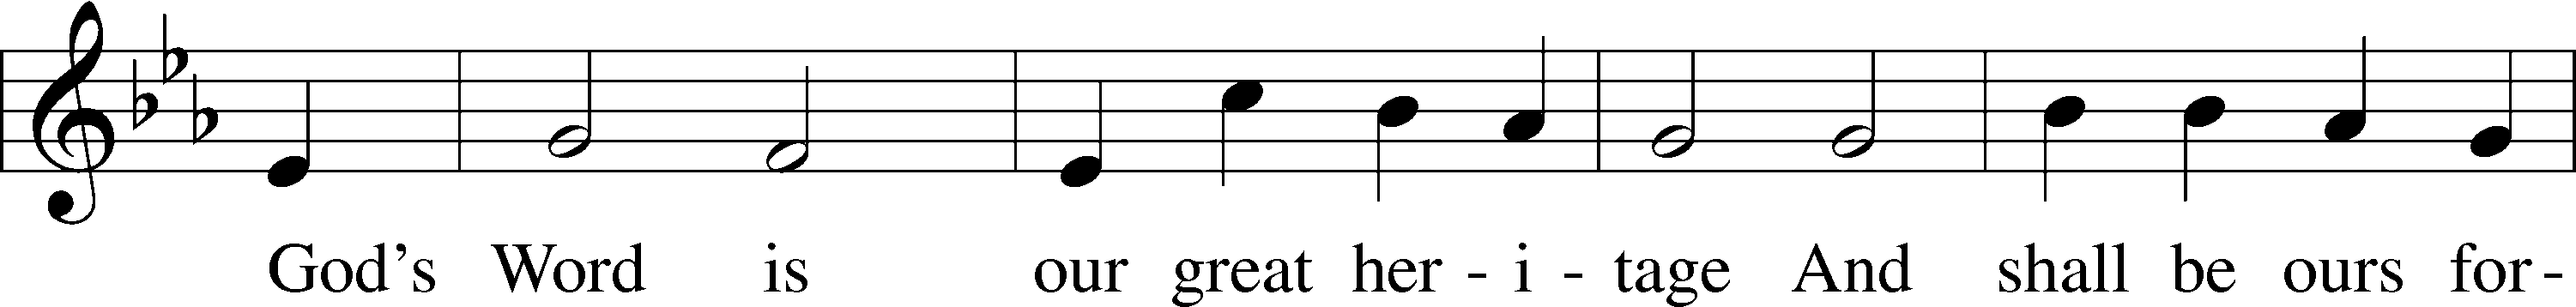 God's Word is our great her - i - tage And shall be ours for -